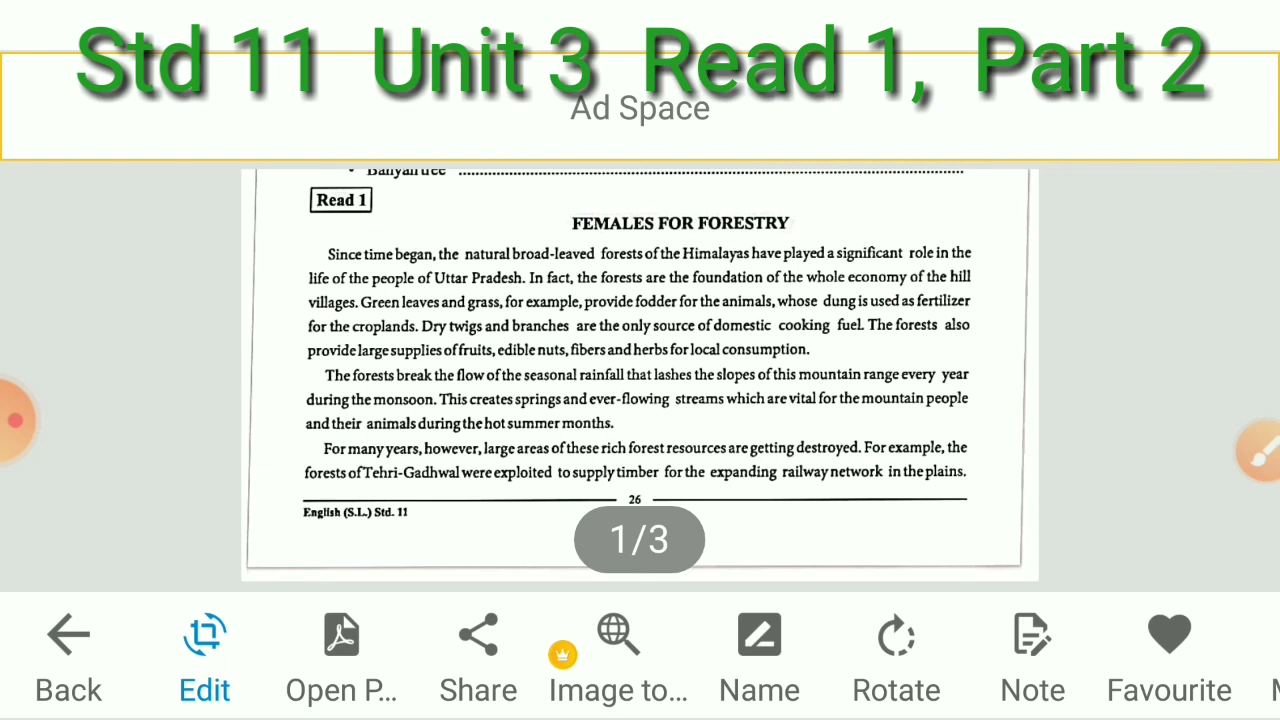 Std 11 Unit 3 Read 1, Part 2
Ad Space
• Banyan tree
Read 1
FEMALES FOR FORESTRY
Since time began, the natural broad-leaved forests of the Himalayas have played a significant role in the
life of the people of Uttar Pradesh. In fact, the forests are the foundation of the whole economy of the hill
villages. Green leaves and grass, for example, provide fodder for the animals, whose dung is used as fertilizer
for the croplands. Dry twigs and branches are the only source of domestic cooking fuel. The forests also
provide large supplies of fruits, edible nuts, fibers and herbs for local consumption.
The forests break the flow of the seasonal rainfall that lashes the slopes of this mountain range every year
during the monsoon. This creates springs and ever-flowing streams which are vital for the mountain people
and their animals during the hot summer months.
For many years, however, large areas of these rich forest resources are getting destroyed. For example, the
forests of Tehri-Gadhwal were exploited to supply timber for the expanding railway network in the plains.
26
English (S.L.) Std. 11
1/3
Back
Edit
Open P...
Share
Image to...
Name
Rotate
Note
Favourite